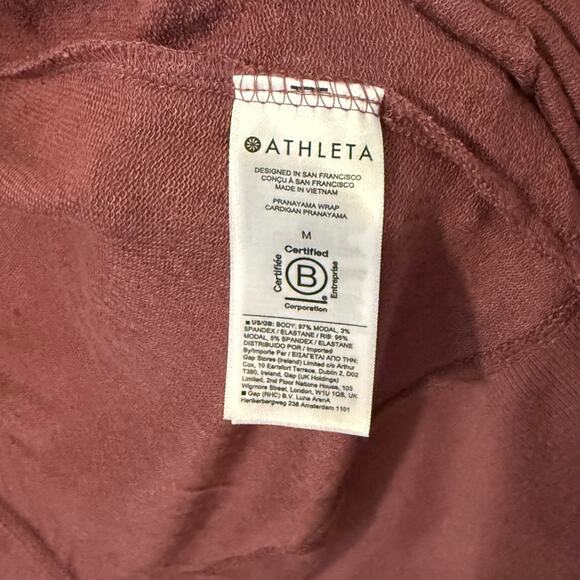 ATHLETA
DESIGNED IN SAN FRANCISCO
CONÇU À SAN FRANCISCO
MADE IN VIETNAM
PRANAYAMA WRAP
CARDIGAN PRANAYAMA
M
Certified
Certifiée
B
Entreprise
®
Corporation
US/GB: BODY: 97% MODAL, 3%
SPANDEX / ELASTANE / RIB: 95%
MODAL, 5% SPANDEX / ELASTANE
DISTRIBUIDO POR / Imported
By/Importe Par / ΕΙΣΑΓΕΤΑΙ ΑΠΟ ΤΗΝ:
Gap Stores (Ireland) Limited c/o Arthur
Cox, 10 Earlsfort Terrace, Dublin 2, D02
T380, Ireland, Gap (UK Holdings)
Limited, 2nd Floor Nations House, 103
Wigmore Street, London, W1U 1QS, UK
Gap (RHC) B.V. Luna ArenA
Herikerbergweg 238 Amsterdam 1101